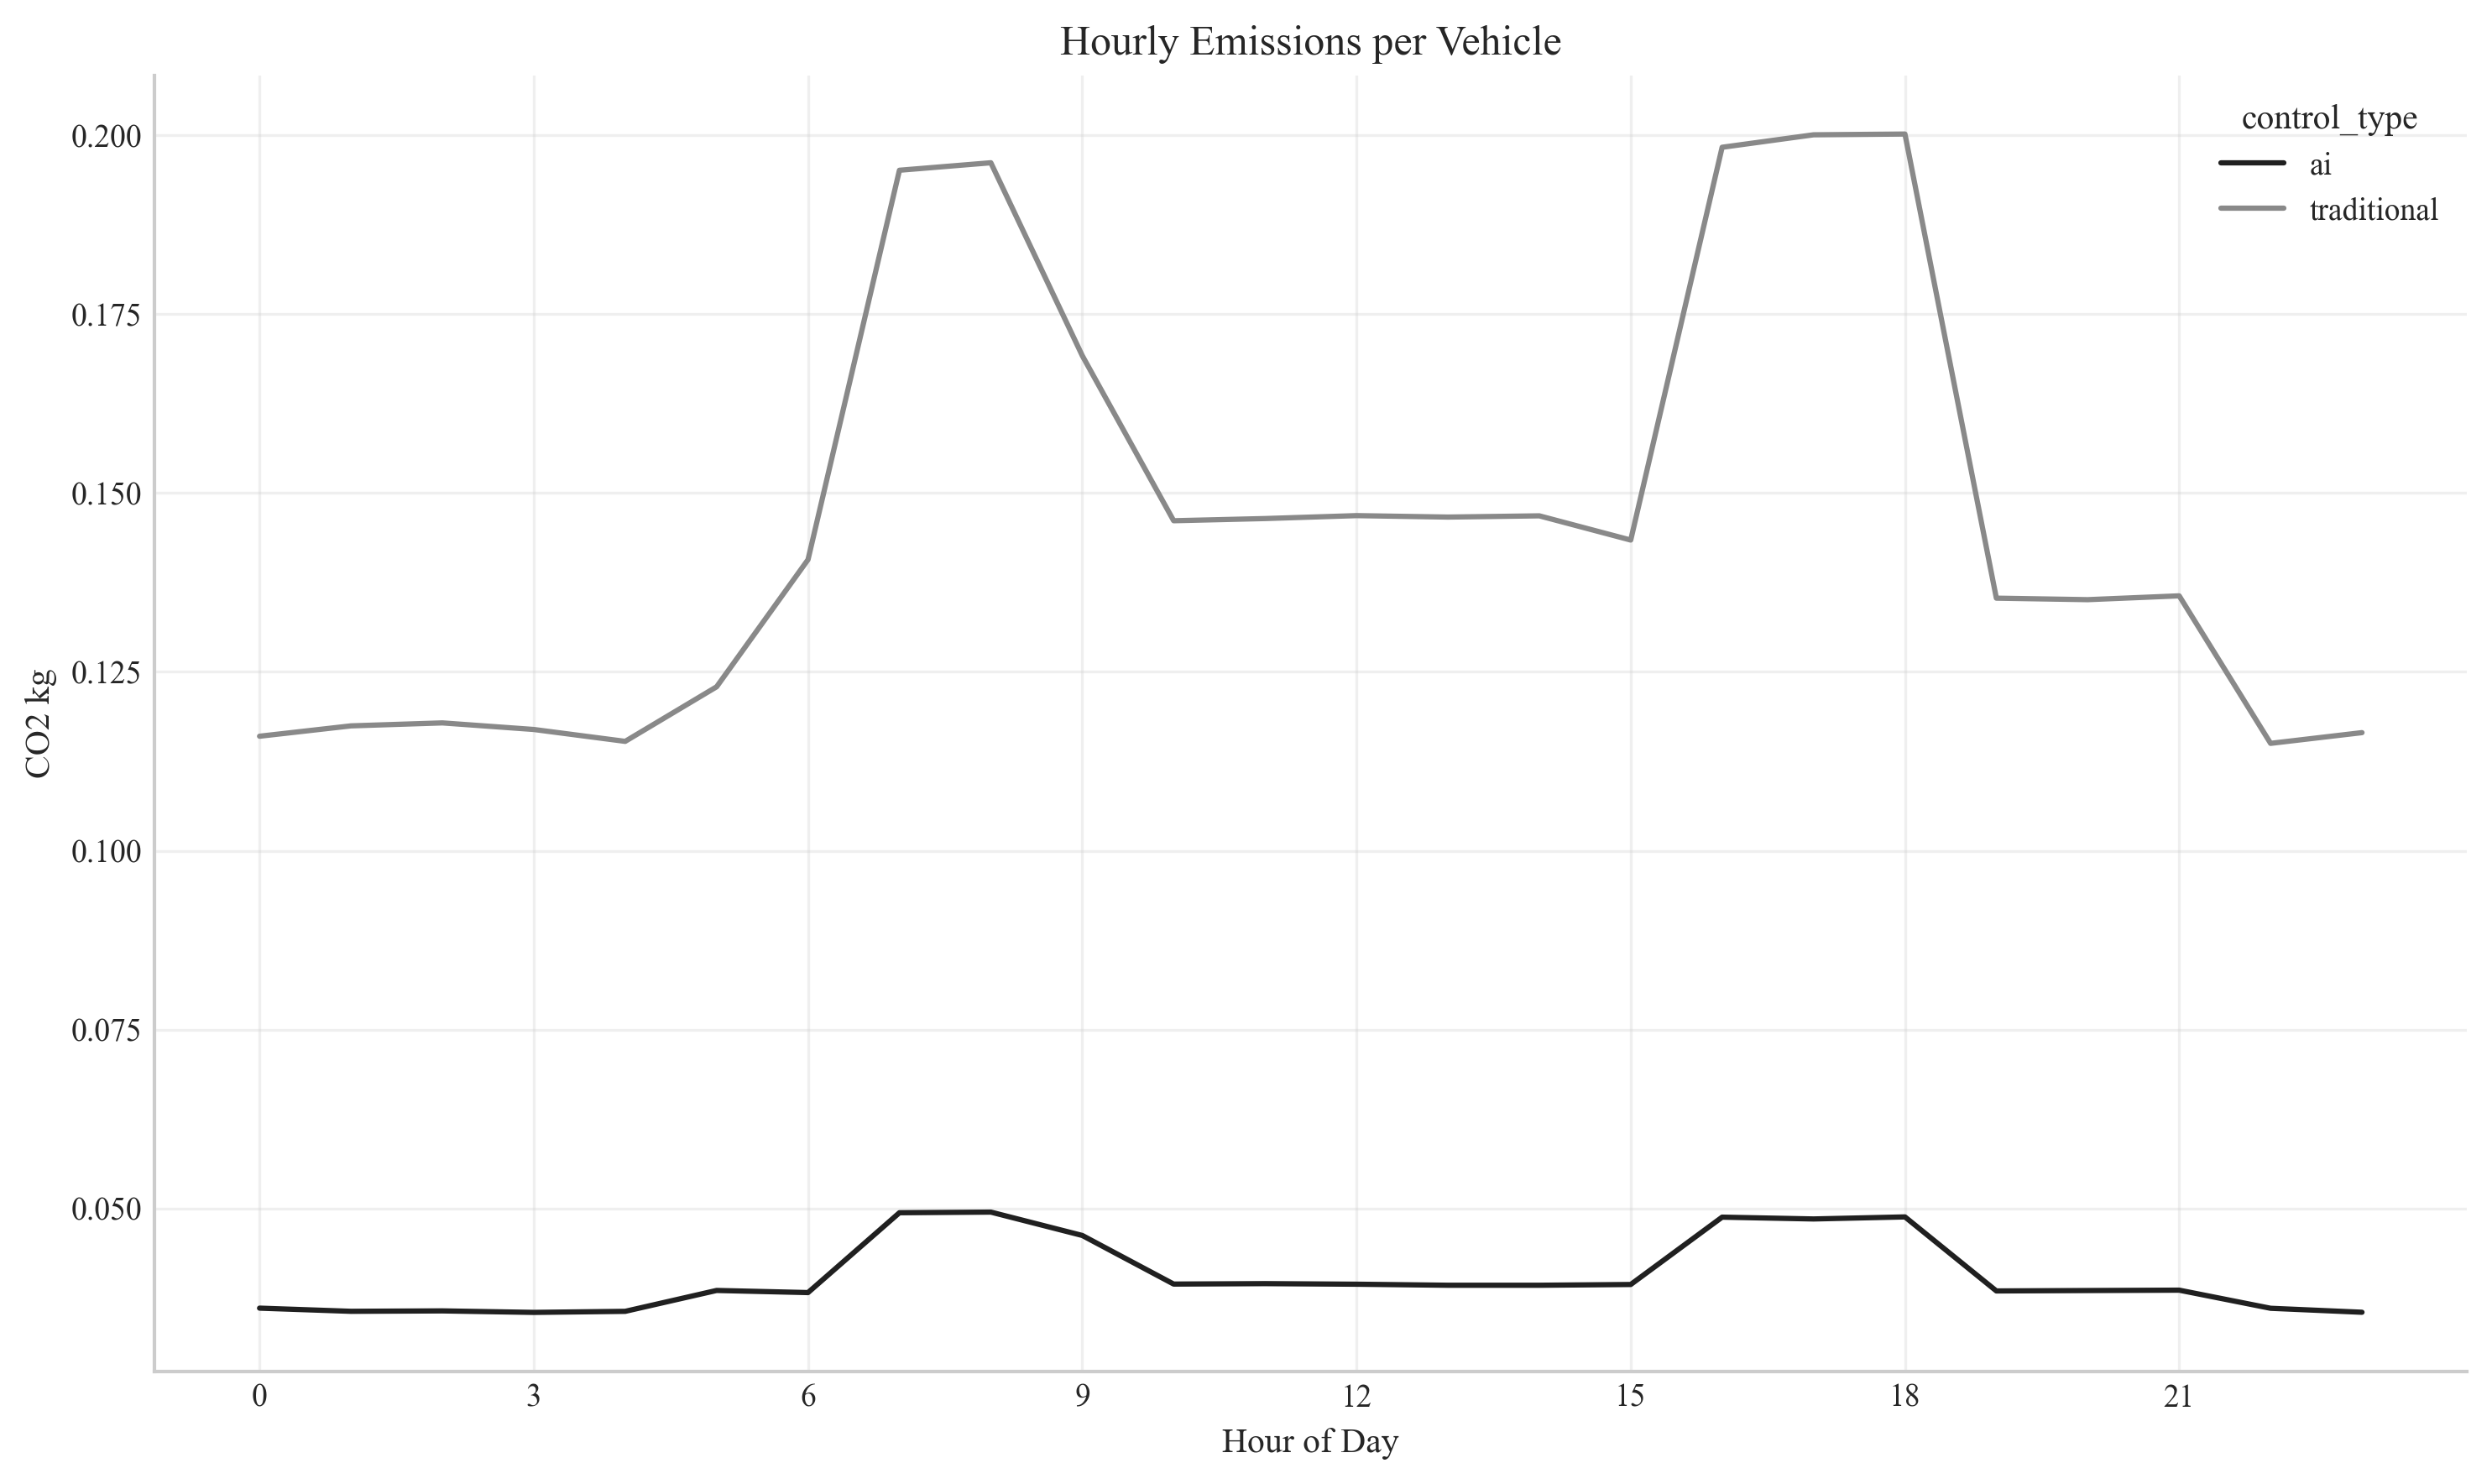 Hourly Emissions per Vehicle
control_type
ai
traditional
0.200
0.175
0.150
0.125
0.100
0.075
0.050
CO2 kg
0 3 6 9 12 15 18 21
Hour of Day